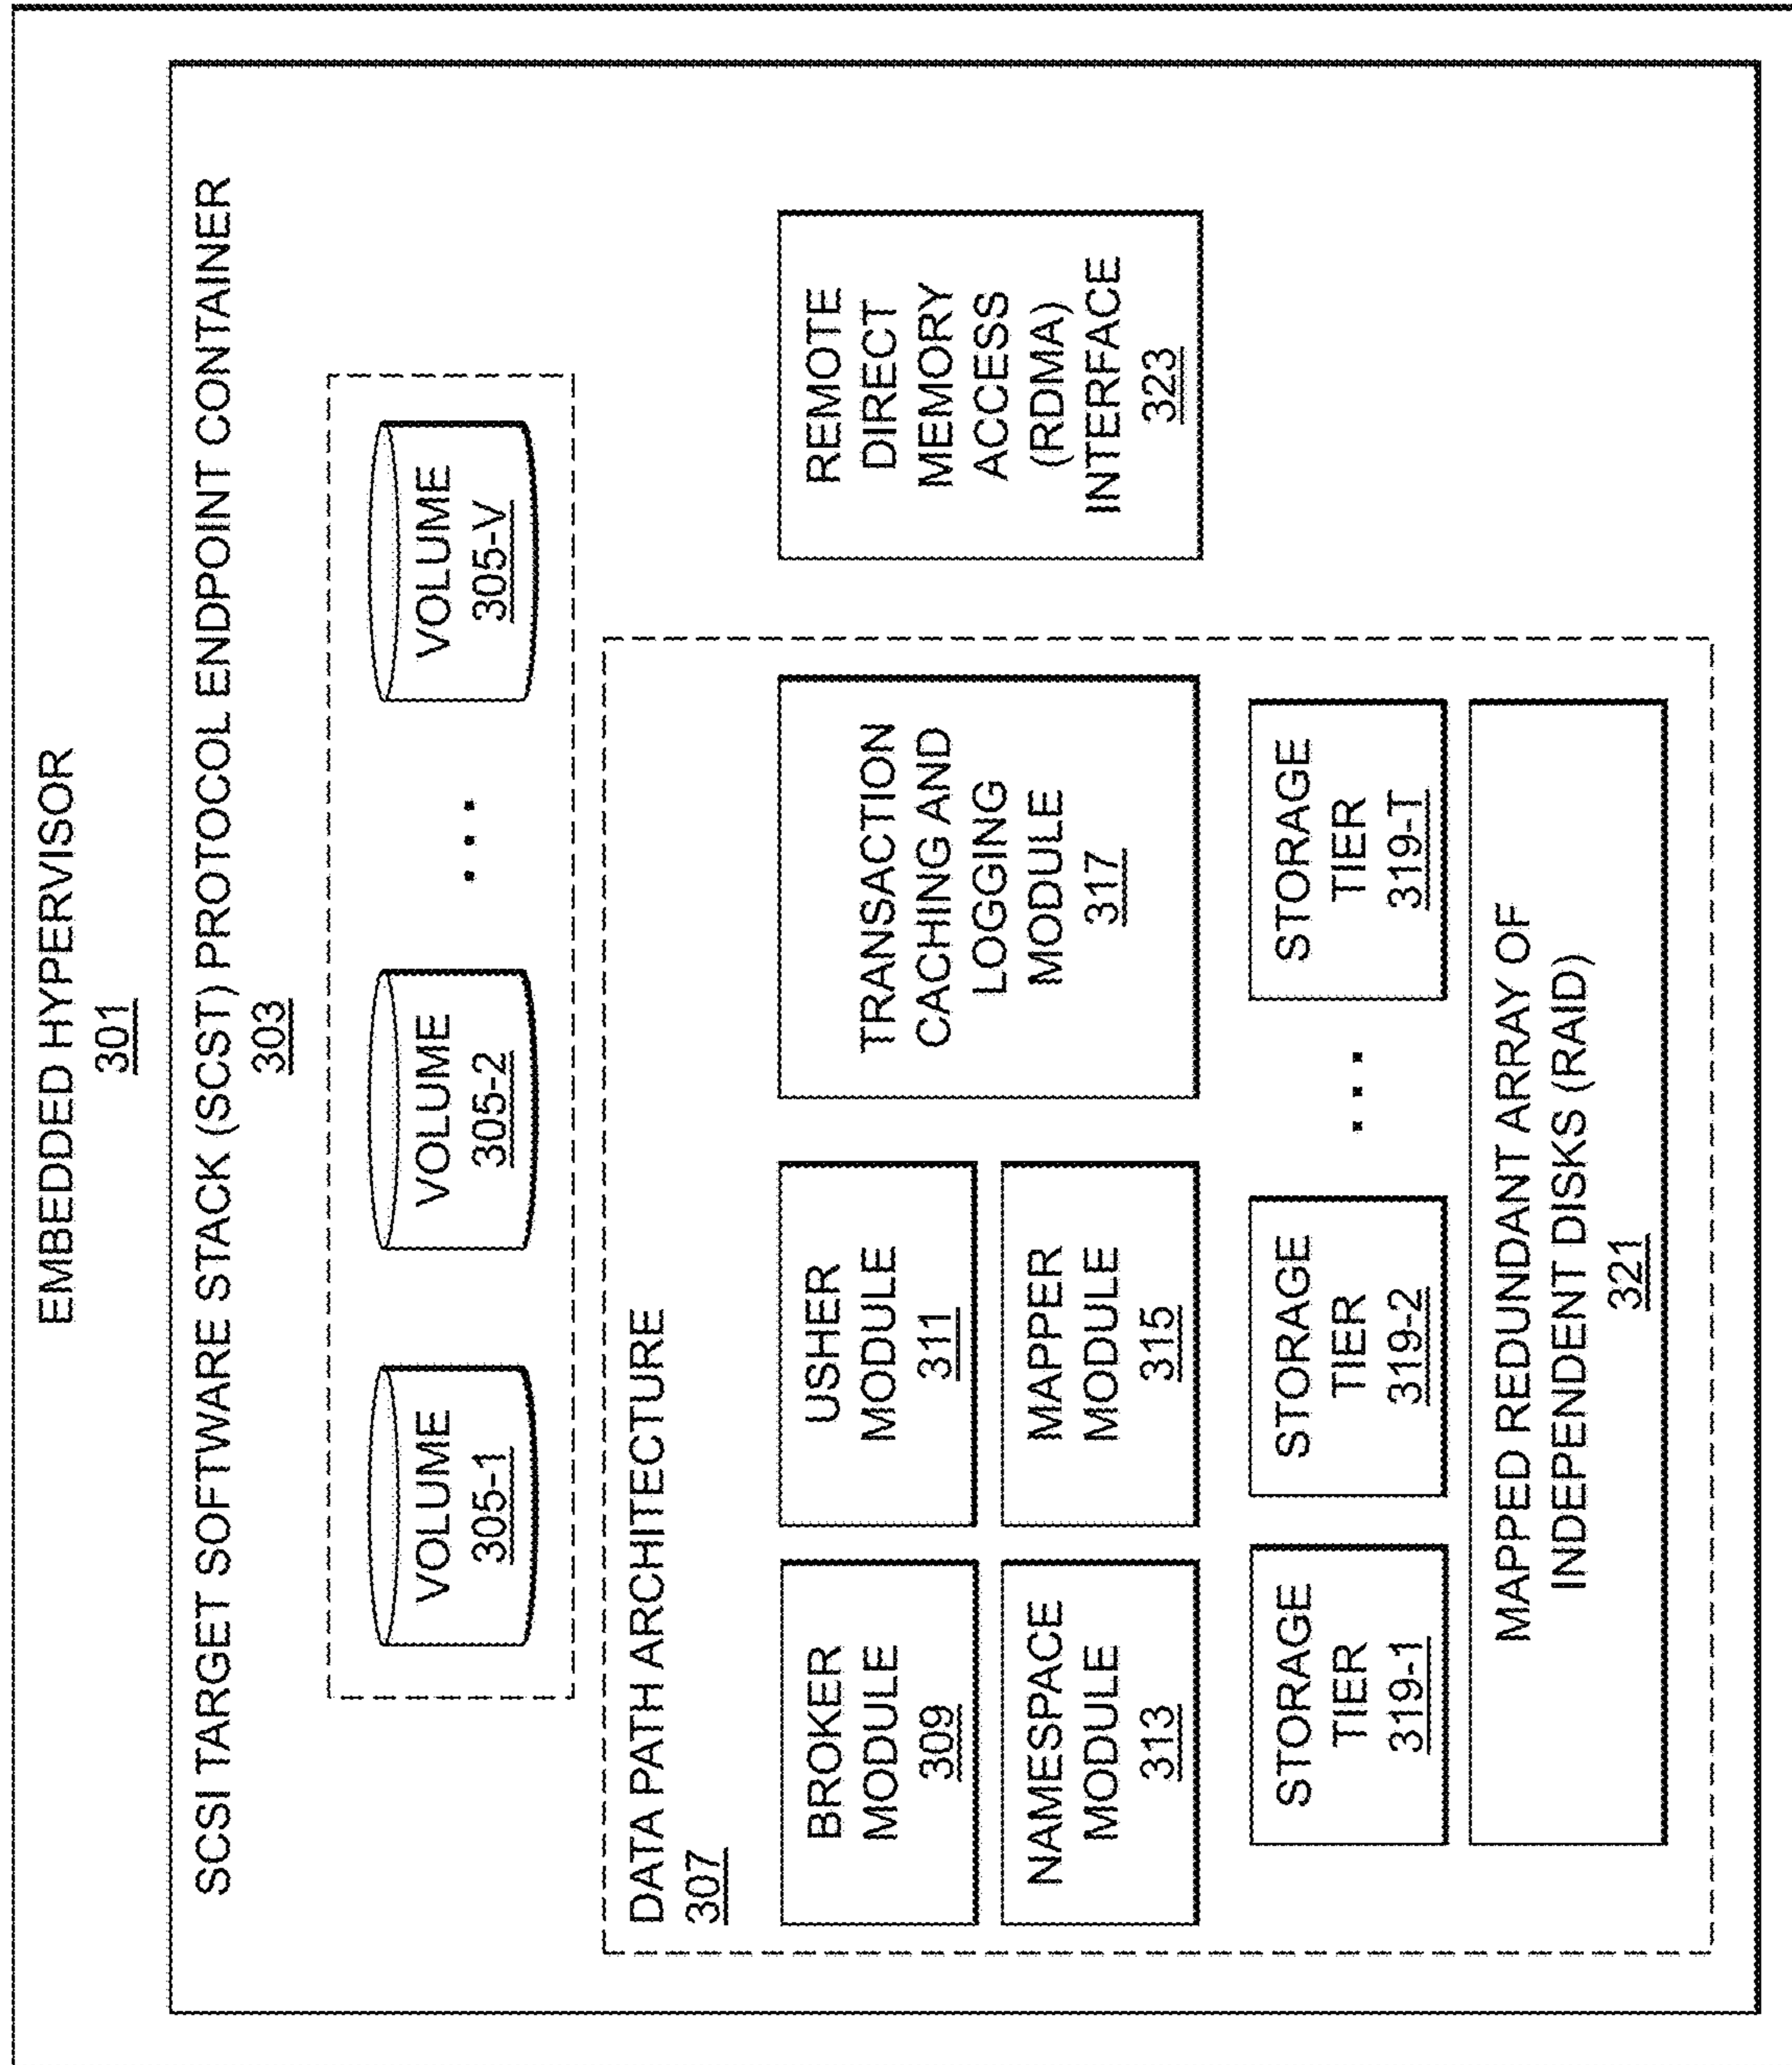 EMBEDDED HYPERVISOR
301
SCSI TARGET SOFTWARE STACK (SCST) PROTOCOL ENDPOINT CONTAINER
303
VOLUME
305-1
VOLUME
305-2
. . .
VOLUME
305-V
DATA PATH ARCHITECTURE
307
BROKER
MODULE
309
USHER
MODULE
311
NAMESPACE
MODULE
313
MAPPER
MODULE
315
TRANSACTION
CACHING AND
LOGGING
MODULE
317
REMOTE
DIRECT
MEMORY
ACCESS
(RDMA)
INTERFACE
323
STORAGE
TIER
319-1
STORAGE
TIER
319-2
. . .
STORAGE
TIER
319-T
MAPPED REDUNDANT ARRAY OF
INDEPENDENT DISKS (RAID)
321